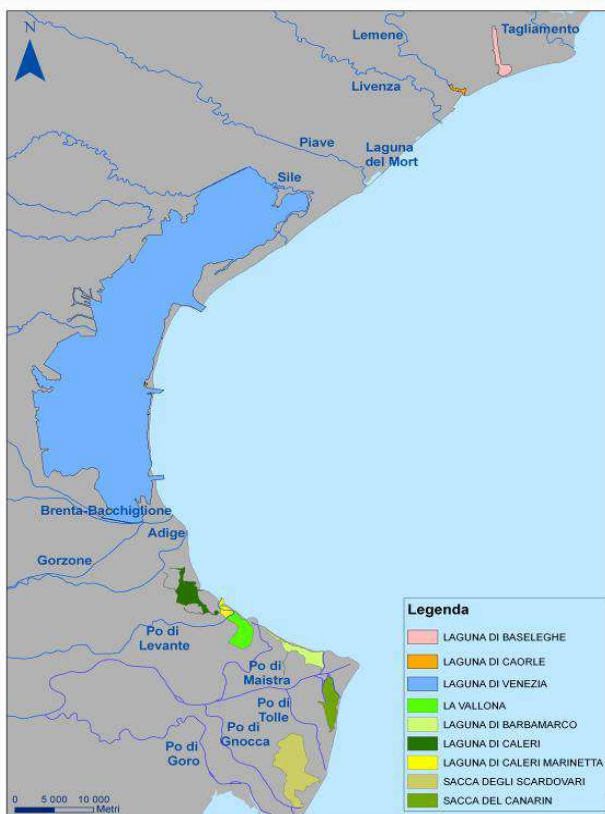 N
Tagliamento
Lemene
Livenza
Piave
Laguna
del Mort
Sile
Brenta-Bacchiglione
Adige
Gorzone
Po di
Levante
Po di
Maistra
Po di
Tolle
Po di
Gnocca
Po di
Goro
0 5 000 10 000
Metri
Legenda
LAGUNA DI BASELEGHE
LAGUNA DI CAORLE
LAGUNA DI VENEZIA
LA VALLONA
LAGUNA DI BARBAMARCO
LAGUNA DI CALERI
LAGUNA DI CALERI MARINETTA
SACCA DEGLI SCARDOVARI
SACCA DEL CANARIN